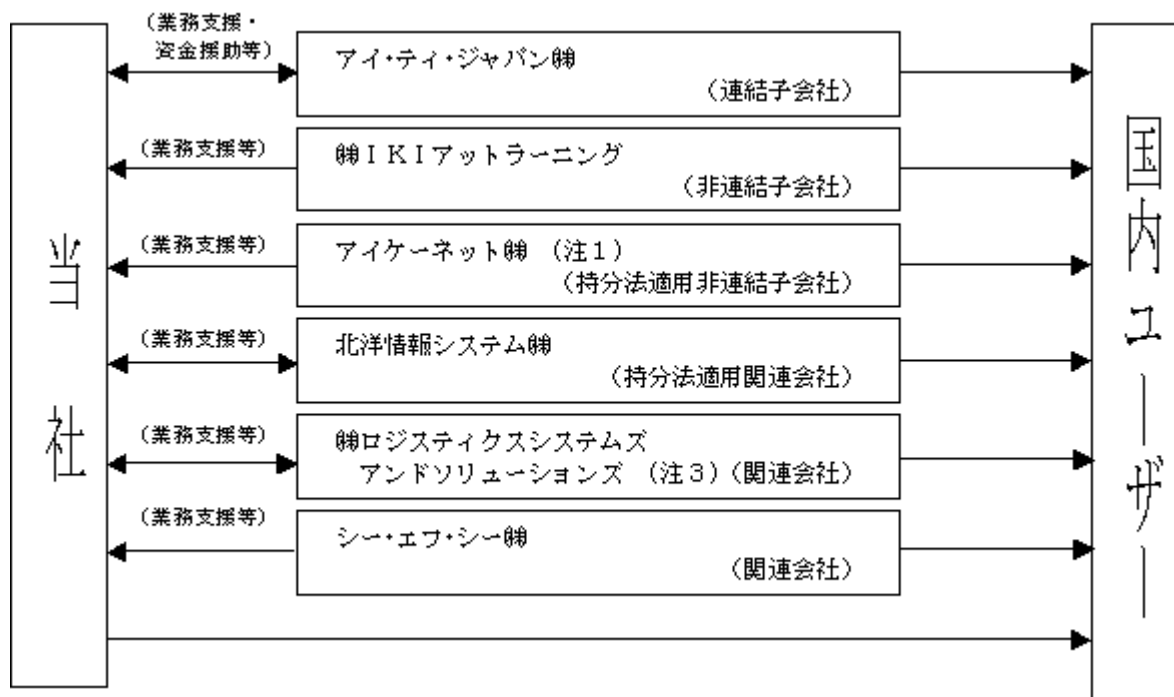 (業務支援・
資金援助等)
アイ・ティ・ジャパン㈱
(連結子会社)
(業務支援等)
㈱IKIアットラーニング
(非連結子会社)
(業務支援等)
アイケーネット㈱ (注1)
(持分法適用非連結子会社)
当社
(業務支援等)
北洋情報システム㈱
(持分法適用関連会社)
(業務支援等)
㈱ロジスティクスシステムズ
アンドソリューションズ (注3)(関連会社)
(業務支援等)
シー・エフ・シー㈱
(関連会社)
国内ユーザー